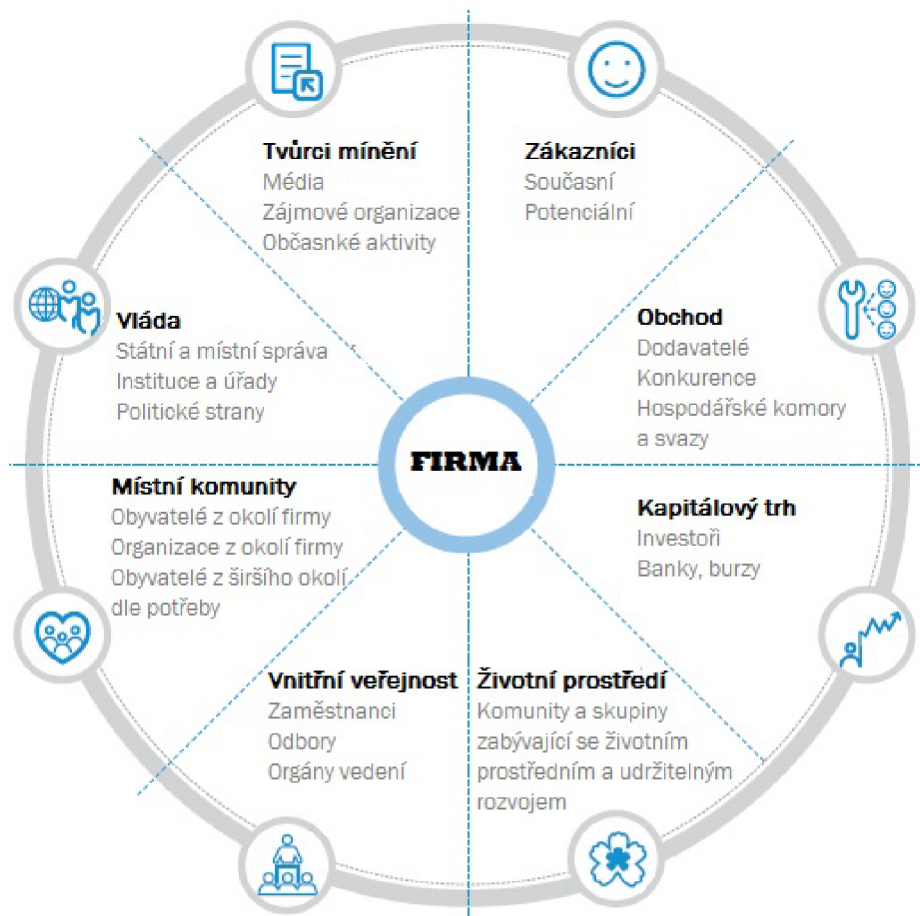 Tvůrci mínění
Média
Zájmové organizace
Občasnké aktivity
Zákazníci
Současní
Potenciální
Vláda
Státní a místní správa
Instituce a úřady
Politické strany
Obchod
Dodavatelé
Konkurence
Hospodářské komory
a svazy
FIRMA
Místní komunity
Obyvatelé z okolí firmy
Organizace z okolí firmy
Obyvatelé z širšího okolí
dle potřeby
Kapitálový trh
Investoři
Banky, burzy
Vnitřní veřejnost
Zaměstnanci
Odbory
Orgány vedení
Životní prostředí
Komunity a skupiny
zabývající se životním
prostředním a udržitelným
rozvojem